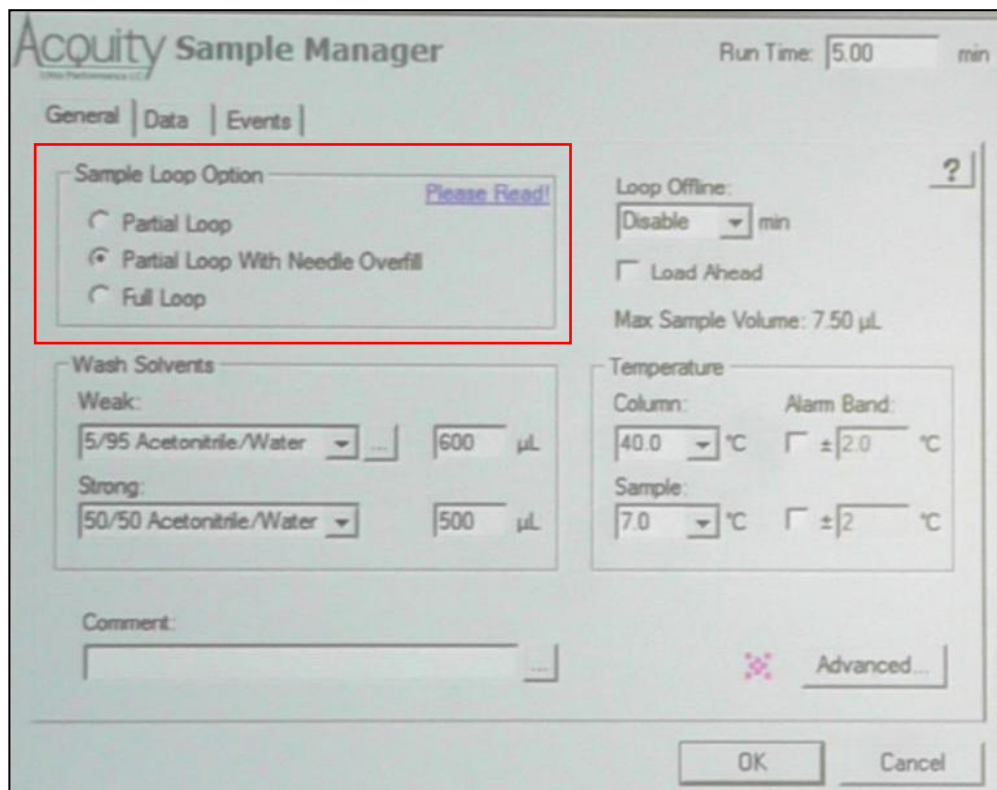 Acquity Sample Manager
Run Time: 5.00 min
General Data Events
?
Sample Loop Option
Please Read!
Partial Loop
Partial Loop With Needle Overfill
Full Loop
Loop Offline:
Disable min
Load Ahead
Max Sample Volume: 7.50 µL
Wash Solvents
Weak:
5/95 Acetonitrile/Water ... 600 µL
Strong:
50/50 Acetonitrile/Water 500 µL
Temperature
Column: Alarm Band:
40.0 °C ± 2.0 °C
Sample:
7.0 °C ± 2 °C
Comment:
...
Advanced...
OK Cancel